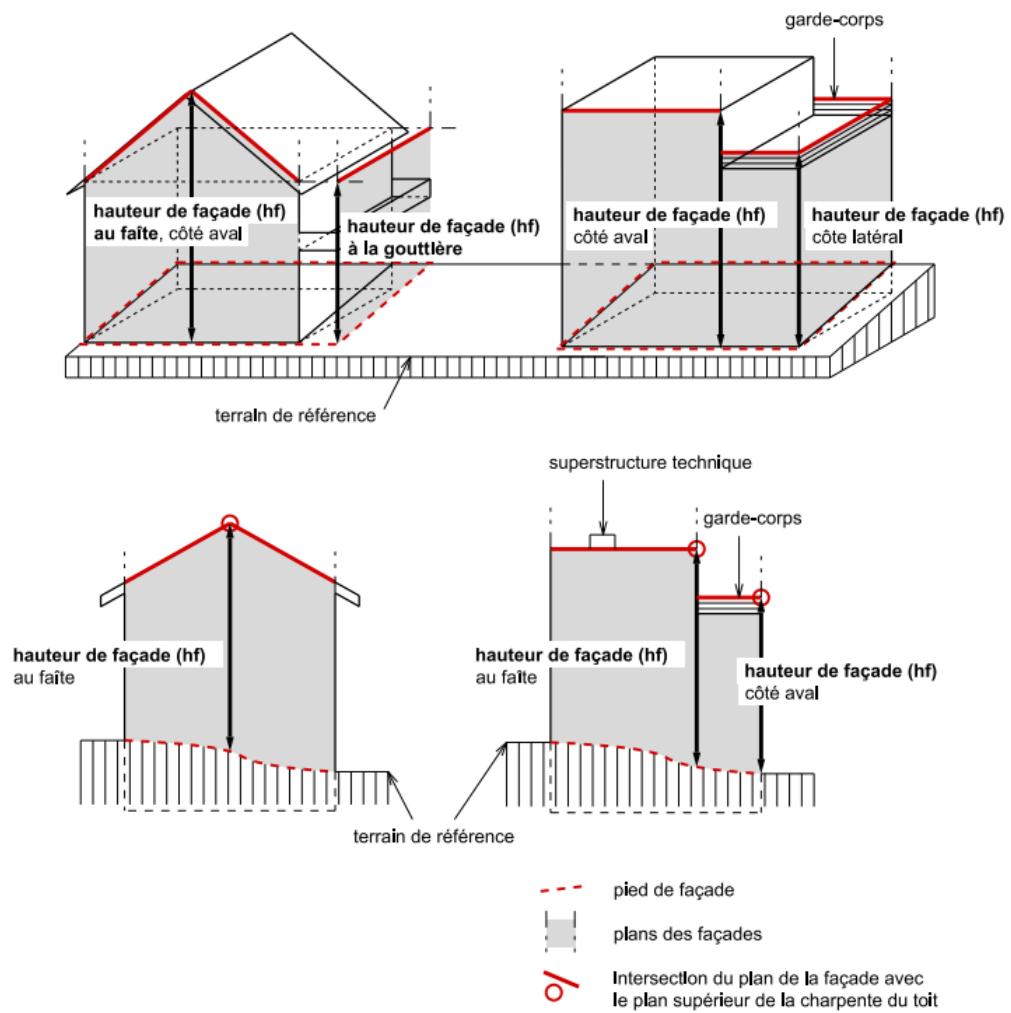 garde-corps
hauteur de façade (hf)
au faîte, côté aval
hauteur de façade (hf)
à la gouttlère
hauteur de façade (hf)
côté aval
hauteur de façade (hf)
côte latéral
terraln de référence
superstructure technique
garde-corps
hauteur de façade (hf)
au faîte
hauteur de façade (hf)
au faîte
hauteur de façade (hf)
côté aval
terraln de référence
pied de façade
plans des façades
Intersection du plan de la façade avec
le plan supérieur de la charpente du toit